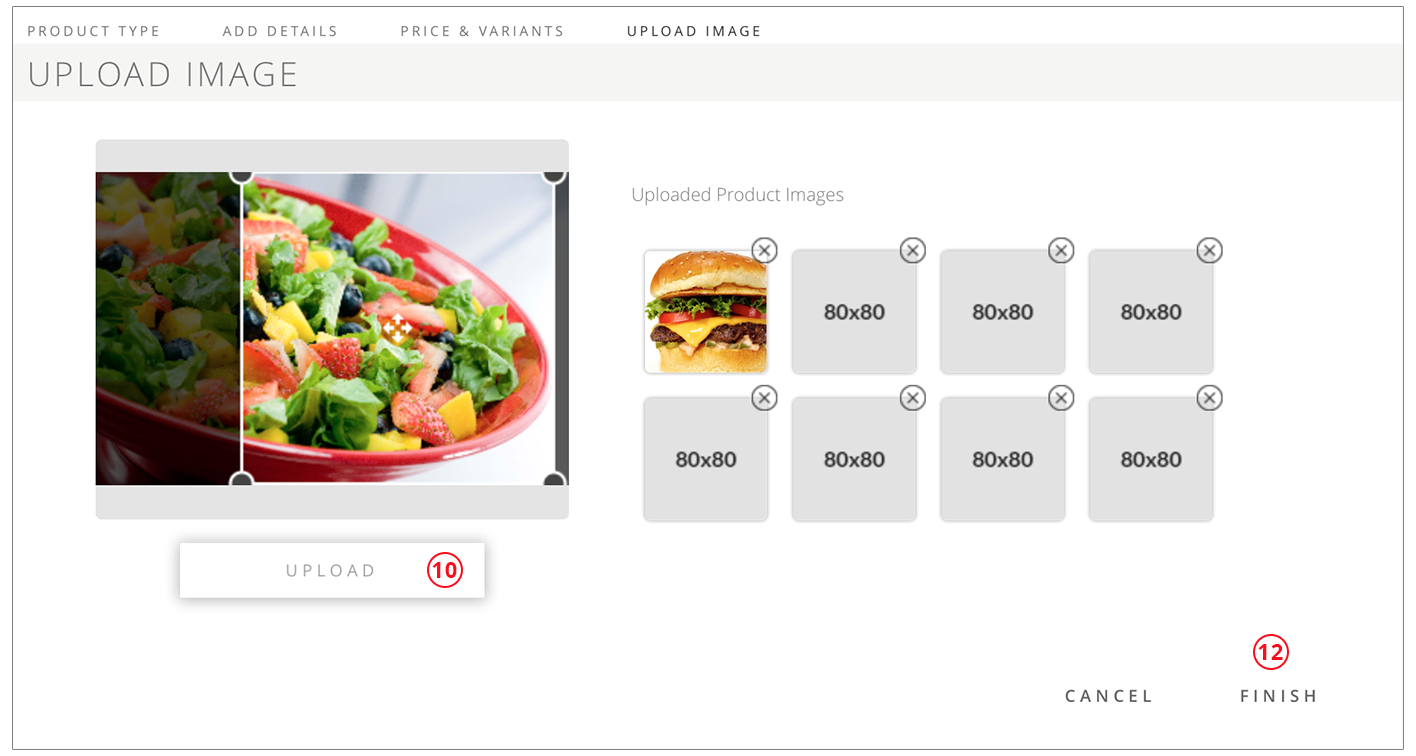 PRODUCT TYPE ADD DETAILS PRICE & VARIANTS UPLOAD IMAGE
UPLOAD IMAGE
Uploaded Product Images
80x80 80x80 80x80
80x80 80x80 80x80 80x80
UPLOAD 10
12
CANCEL FINISH